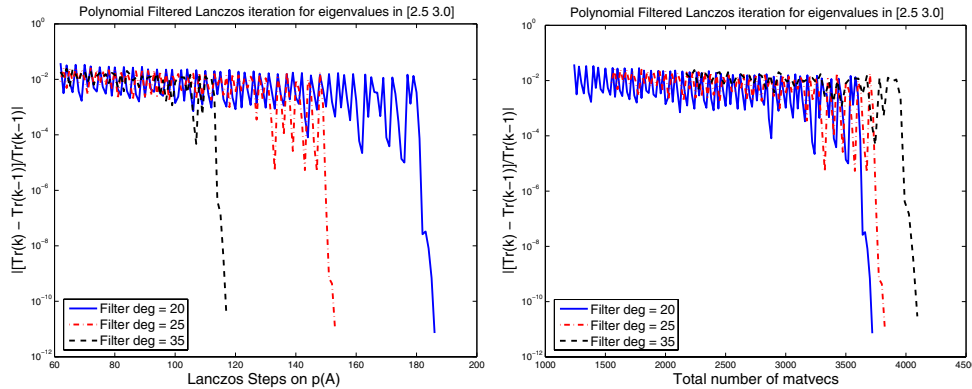 Polynomial Filtered Lanczos iteration for eigenvalues in [2.5 3.0]
|[Tr(k) − Tr(k−1)]/Tr(k−1)|
10^0
10^−2
10^−4
10^−6
10^−8
10^−10
10^−12
Filter deg = 20
Filter deg = 25
Filter deg = 35
60 80 100 120 140 160 180 200
Lanczos Steps on p(A)
Polynomial Filtered Lanczos iteration for eigenvalues in [2.5 3.0]
|[Tr(k) − Tr(k−1)]/Tr(k−1)|
10^0
10^−2
10^−4
10^−6
10^−8
10^−10
10^−12
Filter deg = 20
Filter deg = 25
Filter deg = 35
1000 1500 2000 2500 3000 3500 4000 4500
Total number of matvecs